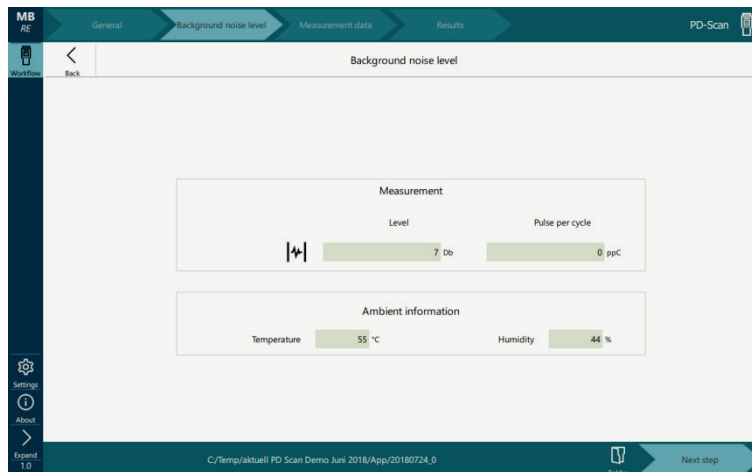 MB
RE
General
Background noise level
Measurement data
Results
PD-Scan
Workflow
Back
Background noise level
Measurement
Level
Pulse per cycle
7 Db
0 ppC
Ambient information
Temperature
55 °C
Humidity
44 %
Settings
About
Expand
1.0
C:/Temp/aktuell PD Scan Demo Juni 2018/App/20180724_0
Next step